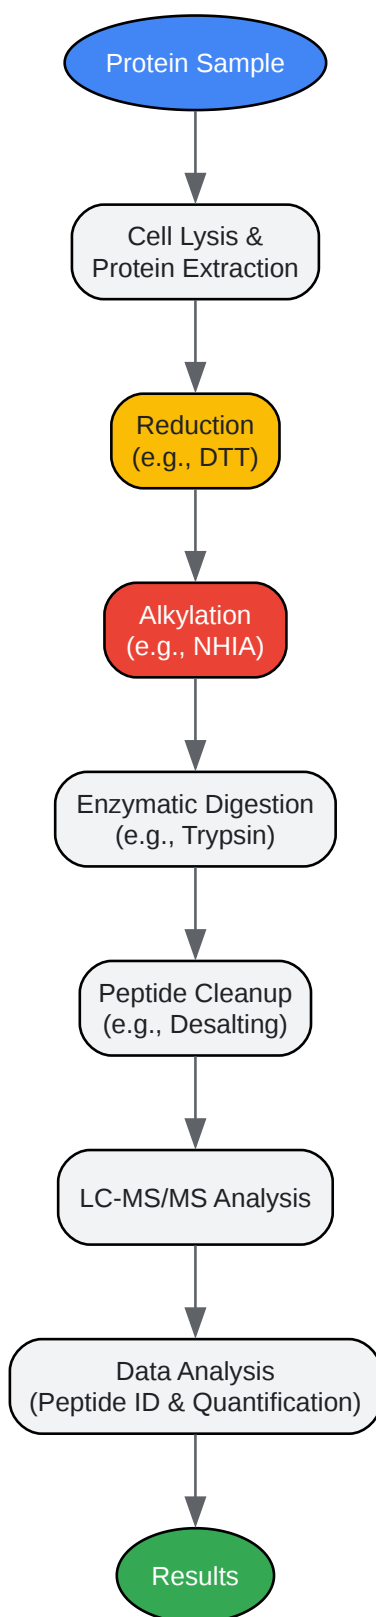 Protein Sample
Cell Lysis &
Protein Extraction
Reduction
(e.g., DTT)
Alkylation
(e.g., NHIA)
Enzymatic Digestion
(e.g., Trypsin)
Peptide Cleanup
(e.g., Desalting)
LC-MS/MS Analysis
Data Analysis
(Peptide ID & Quantification)
Results